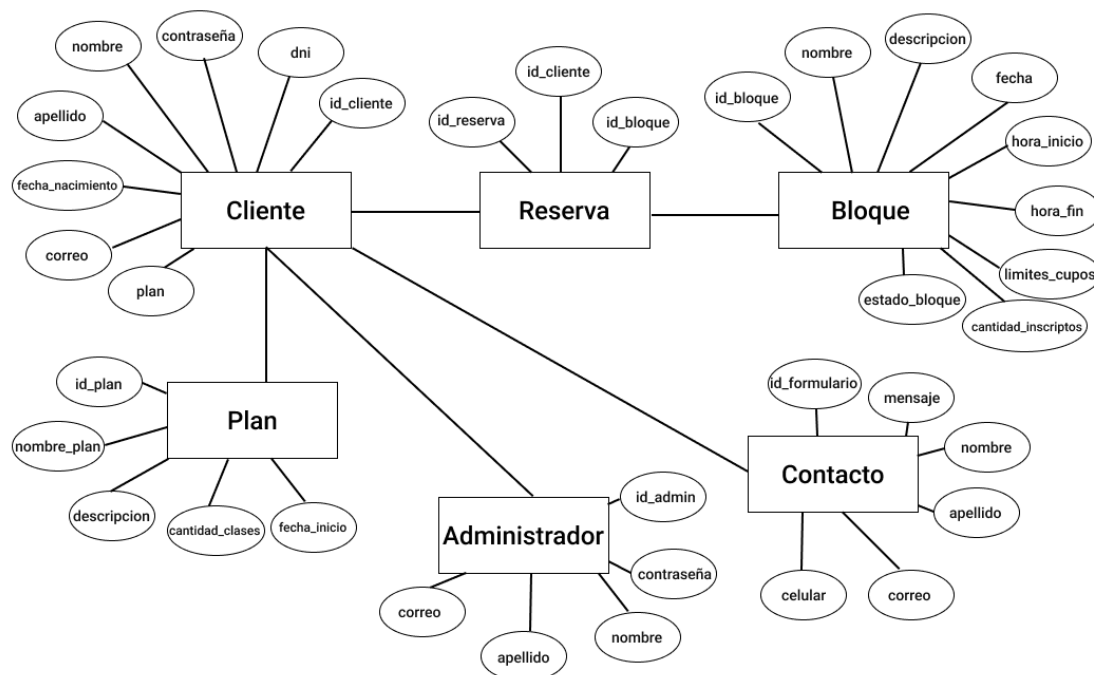 nombre
contraseña
dni
id_cliente
apellido
fecha_nacimiento
correo
plan
Cliente
id_cliente
id_reserva
id_bloque
Reserva
id_bloque
nombre
descripcion
fecha
hora_inicio
hora_fin
limites_cupos
cantidad_inscriptos
estado_bloque
Bloque
id_plan
nombre_plan
descripcion
cantidad_clases
fecha_inicio
Plan
id_admin
contraseña
nombre
apellido
correo
Administrador
id_formulario
mensaje
nombre
apellido
correo
celular
Contacto